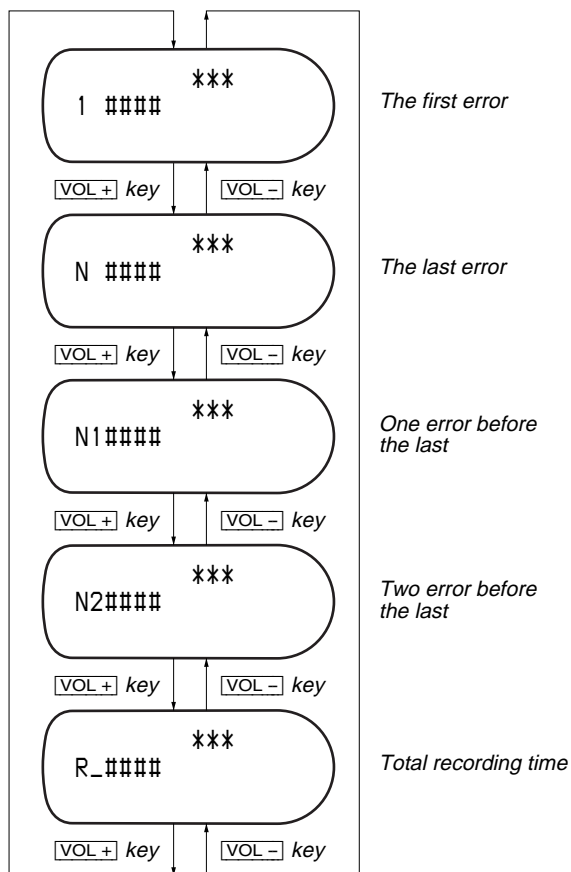 ***
1 #### The first error
VOL + key VOL – key
***
N #### The last error
VOL + key VOL – key
***
N1#### One error before
the last
VOL + key VOL – key
***
N2#### Two error before
the last
VOL + key VOL – key
***
R_#### Total recording time
VOL + key VOL – key